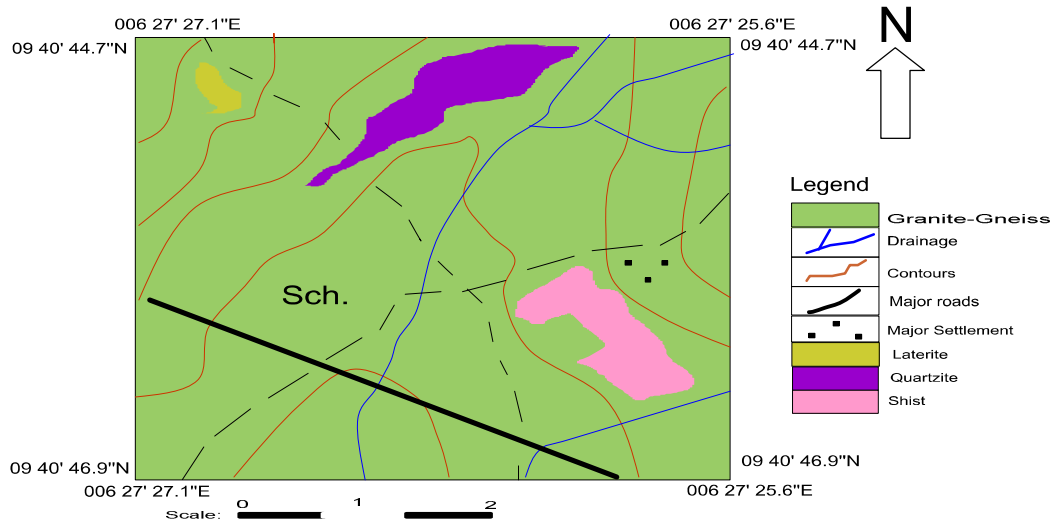 006 27' 27.1"E
006 27' 25.6"E
N
09 40' 44.7"N
09 40' 44.7"N
Legend
Granite-Gneiss
Drainage
Contours
Major roads
Major Settlement
Laterite
Quartzite
Shist
Sch.
09 40' 46.9"N
09 40' 46.9"N
006 27' 27.1"E
006 27' 25.6"E
Scale: 0 1 2